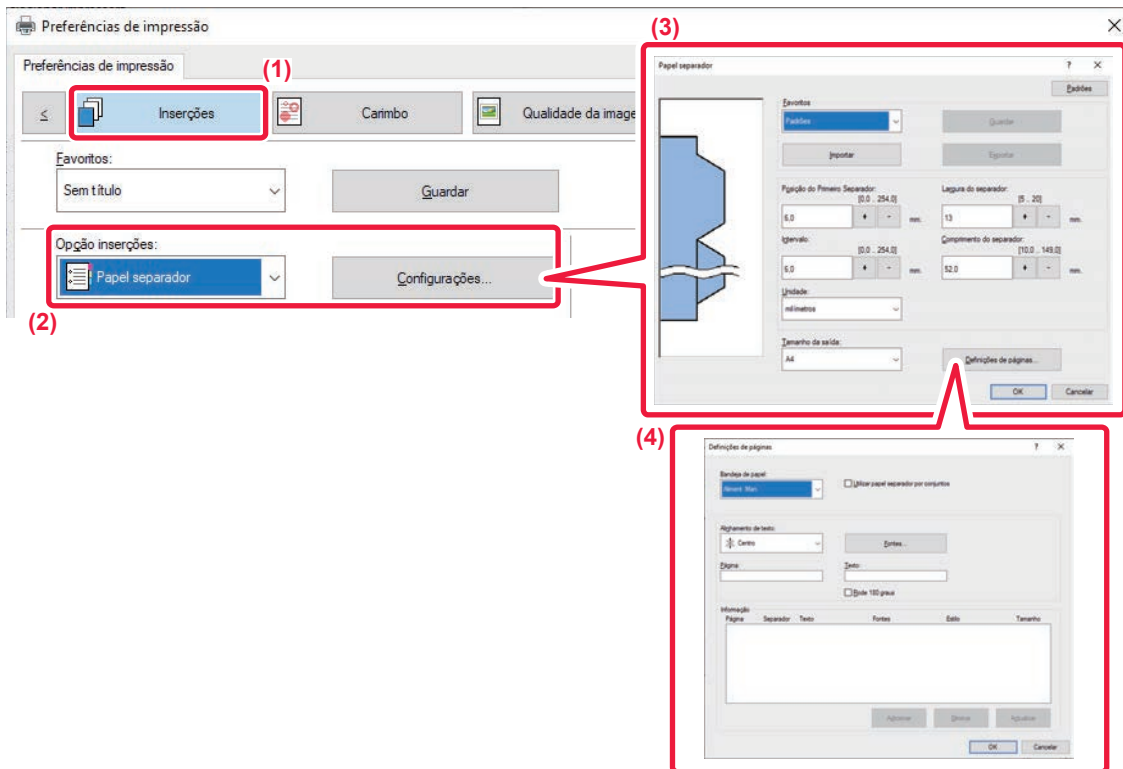 Preferências de impressão
Preferências de impressão
(1)
≤
Inserções
Carimbo
Qualidade da image
Favoritos:
Sem título
Guardar
Opção inserções:
Papel separador
Configurações...
(2)
(3)
Papel separador
? ×
Padrões
Favoritos
Padrões
Guardar
Importar
Exportar
Posição do Primeiro Separador:
[0,0 .. 254,0]
6,0
+ -
mm.
Largura do separador:
[5 .. 20]
13
+ -
mm.
Intervalo:
[0,0 .. 254,0]
6,0
+ -
mm.
Comprimento do separador:
[10,0 .. 149,0]
52,0
+ -
mm.
Unidade:
milímetros
Tamanho da saída:
A4
Definições de páginas...
OK
Cancelar
(4)
Definições de páginas
? ×
Bandeja de papel:
Utilizar papel separador por conjuntos
Alinhamento de texto:
Centro
Fontes...
Página:
Texto:
Rode 180 graus
Informação
Página Separador Texto Fontes Estilo Tamanho
Adicionar
Eliminar
OK
Cancelar